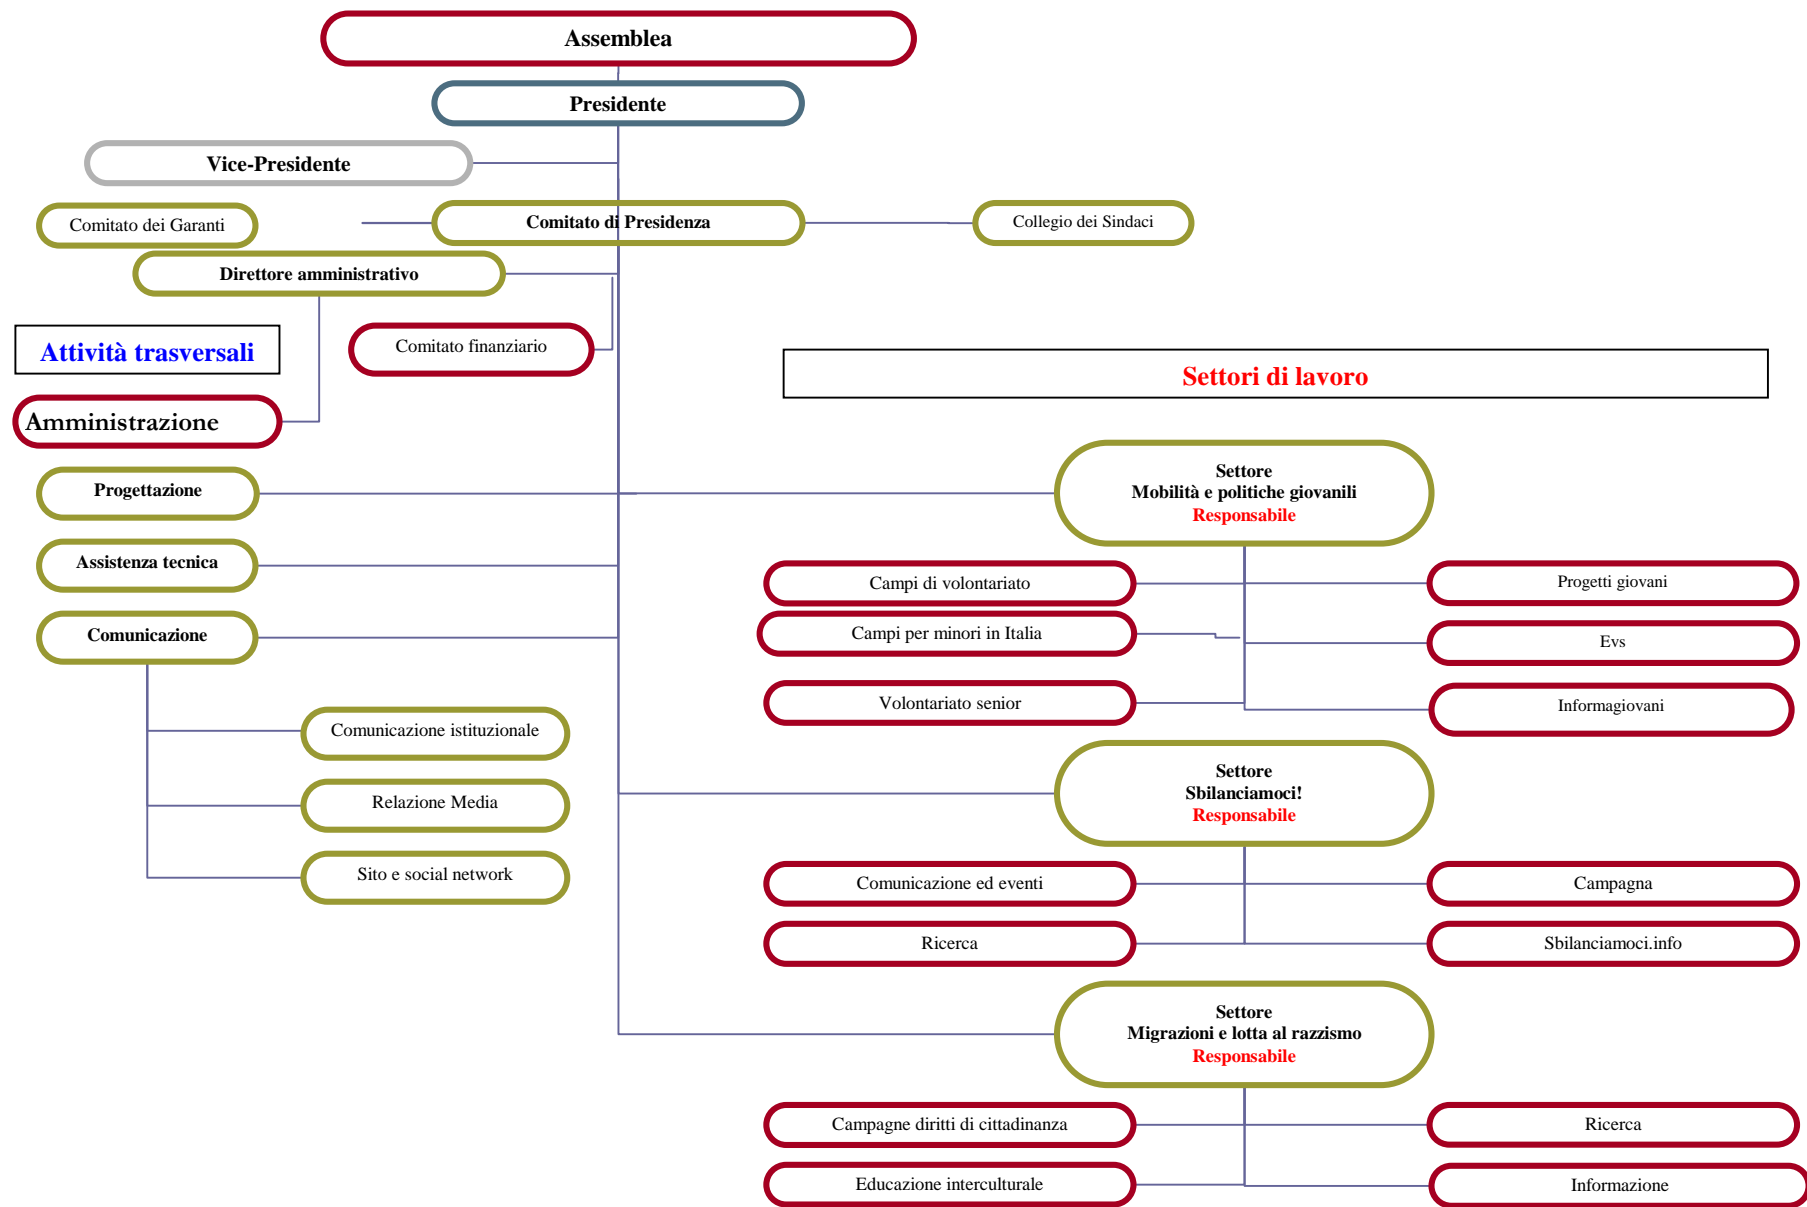 Assemblea
Presidente
Vice-Presidente
Comitato dei Garanti
Comitato di Presidenza
Collegio dei Sindaci
Direttore amministrativo
Comitato finanziario
Attività trasversali
Settori di lavoro
Amministrazione
Progettazione
Assistenza tecnica
Comunicazione
Comunicazione istituzionale
Relazione Media
Sito e social network
Settore
Mobilità e politiche giovanili
Responsabile
Campi di volontariato
Progetti giovani
Campi per minori in Italia
Evs
Volontariato senior
Informagiovani
Settore
Sbilanciamoci!
Responsabile
Comunicazione ed eventi
Campagna
Ricerca
Sbilanciamoci.info
Settore
Migrazioni e lotta al razzismo
Responsabile
Campagne diritti di cittadinanza
Ricerca
Educazione interculturale
Informazione